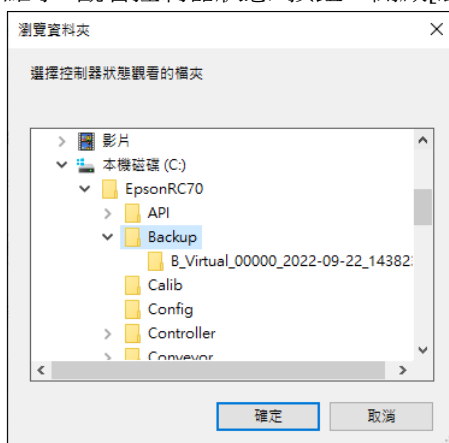 瀏覽資料夾
選擇控制器狀態觀看的檔夾
影片
本機磁碟 (C:)
EpsonRC70
API
Backup
B_Virtual_00000_2022-09-22_14382
Calib
Config
Controller
Conveyor
確定
取消